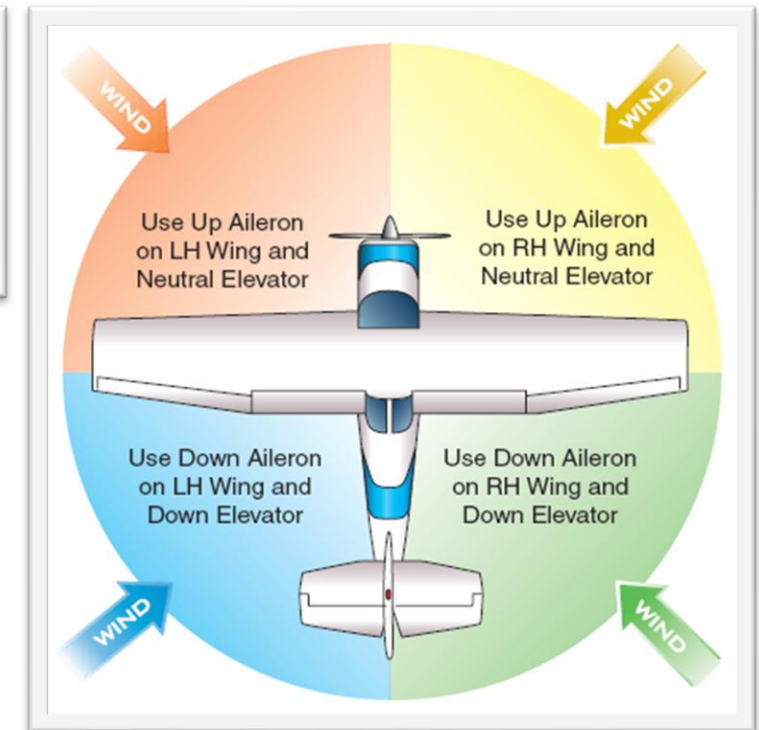 WIND
WIND
Use Up Aileron
on LH Wing and
Neutral Elevator
Use Up Aileron
on RH Wing and
Neutral Elevator
Use Down Aileron
on LH Wing and
Down Elevator
Use Down Aileron
on RH Wing and
Down Elevator
WIND
WIND